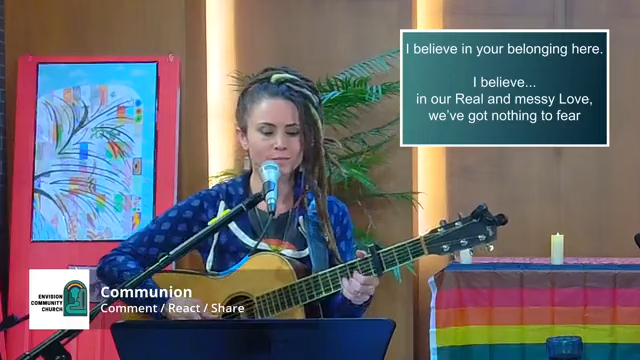 I believe in your belonging here.
I believe...
in our Real and messy Love,
we've got nothing to fear
ENVISION
COMMUNITY
CHURCH
Communion
Comment / React / Share